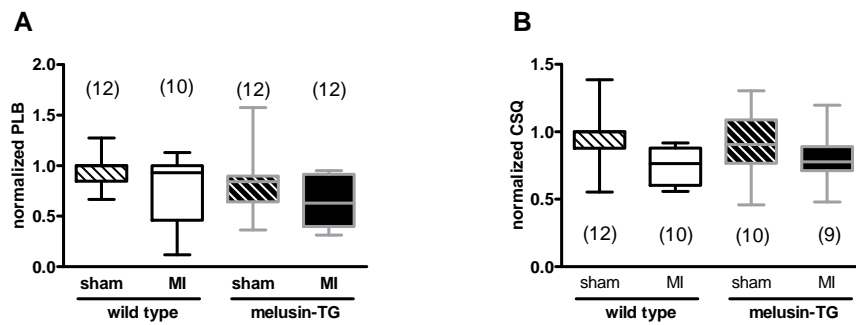 A
normalized PLB
2.0
1.5
1.0
0.5
0.0
(12) (10) (12) (12)
sham MI sham MI
wild type melusin-TG
B
normalized CSQ
1.5
1.0
0.5
0.0
(12) (10) (10) (9)
sham MI sham MI
wild type melusin-TG